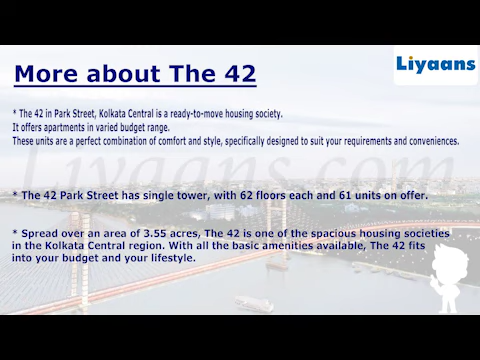 Liyaans
More about The 42
* The 42 in Park Street, Kolkata Central is a ready-to-move housing society.
It offers apartments in varied budget range.
These units are a perfect combination of comfort and style, specifically designed to suit your requirements and conveniences.
Liyaans.com
* The 42 Park Street has single tower, with 62 floors each and 61 units on offer.
* Spread over an area of 3.55 acres, The 42 is one of the spacious housing societies
in the Kolkata Central region. With all the basic amenities available, The 42 fits
into your budget and your lifestyle.